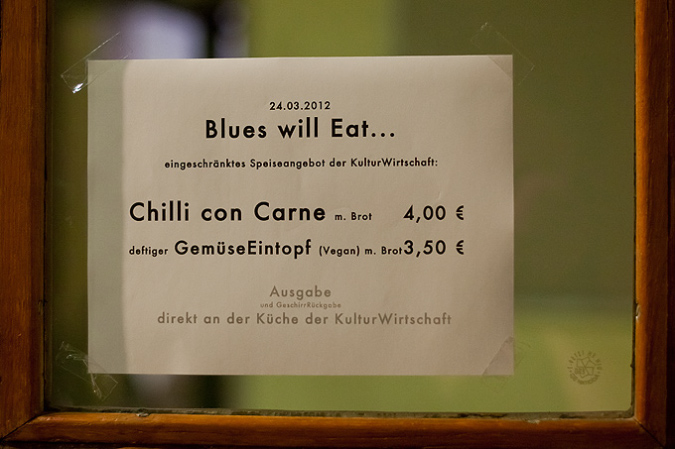 24.03.2012
Blues will Eat...
eingeschränktes Speiseangebot der KulturWirtschaft:
Chilli con Carne m. Brot 4,00 €
deftiger GemüseEintopf (Vegan) m. Brot 3,50 €
Ausgabe
und GeschirrRückgabe
direkt an der Küche der KulturWirtschaft